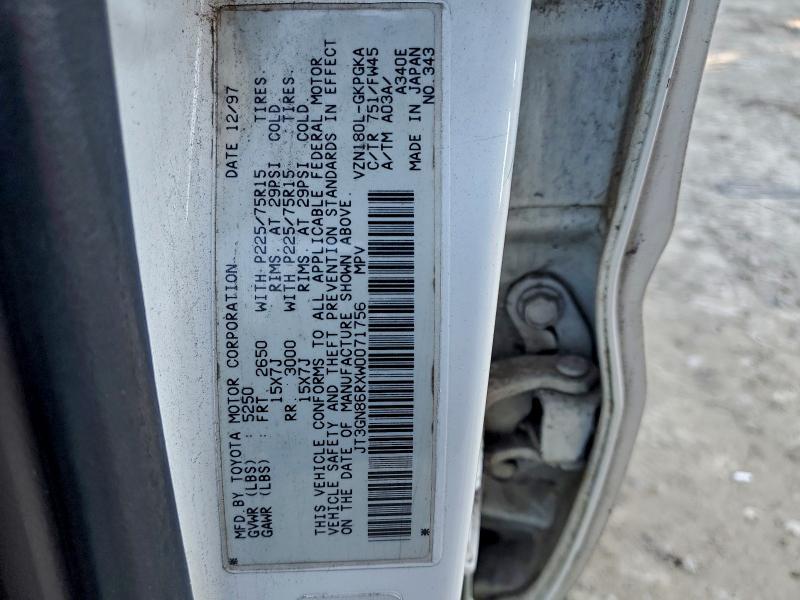 MFD. BY TOYOTA MOTOR CORPORATION DATE 12/97
GVWR (LBS) : 5250
GAWR (LBS) FRT 2650 WITH P225/75R15 TIRES
15X7J RIMS. AT 29PSI COLD
RR. 3000 WITH P225/75R15 TIRES.
15X7J RIMS. AT 29PSI COLD
THIS VEHICLE CONFORMS TO ALL APPLICABLE FEDERAL MOTOR
VEHICLE SAFETY AND THEFT PREVENTION STANDARDS IN EFFECT
ON THE DATE OF MANUFACTURE SHOWN ABOVE.
JT3GN86RXW0071756 MPV VZN180L-GKPGKA
C/TR 751/FW45
A/TM A03A/ A340E
MADE IN JAPAN
NO.343